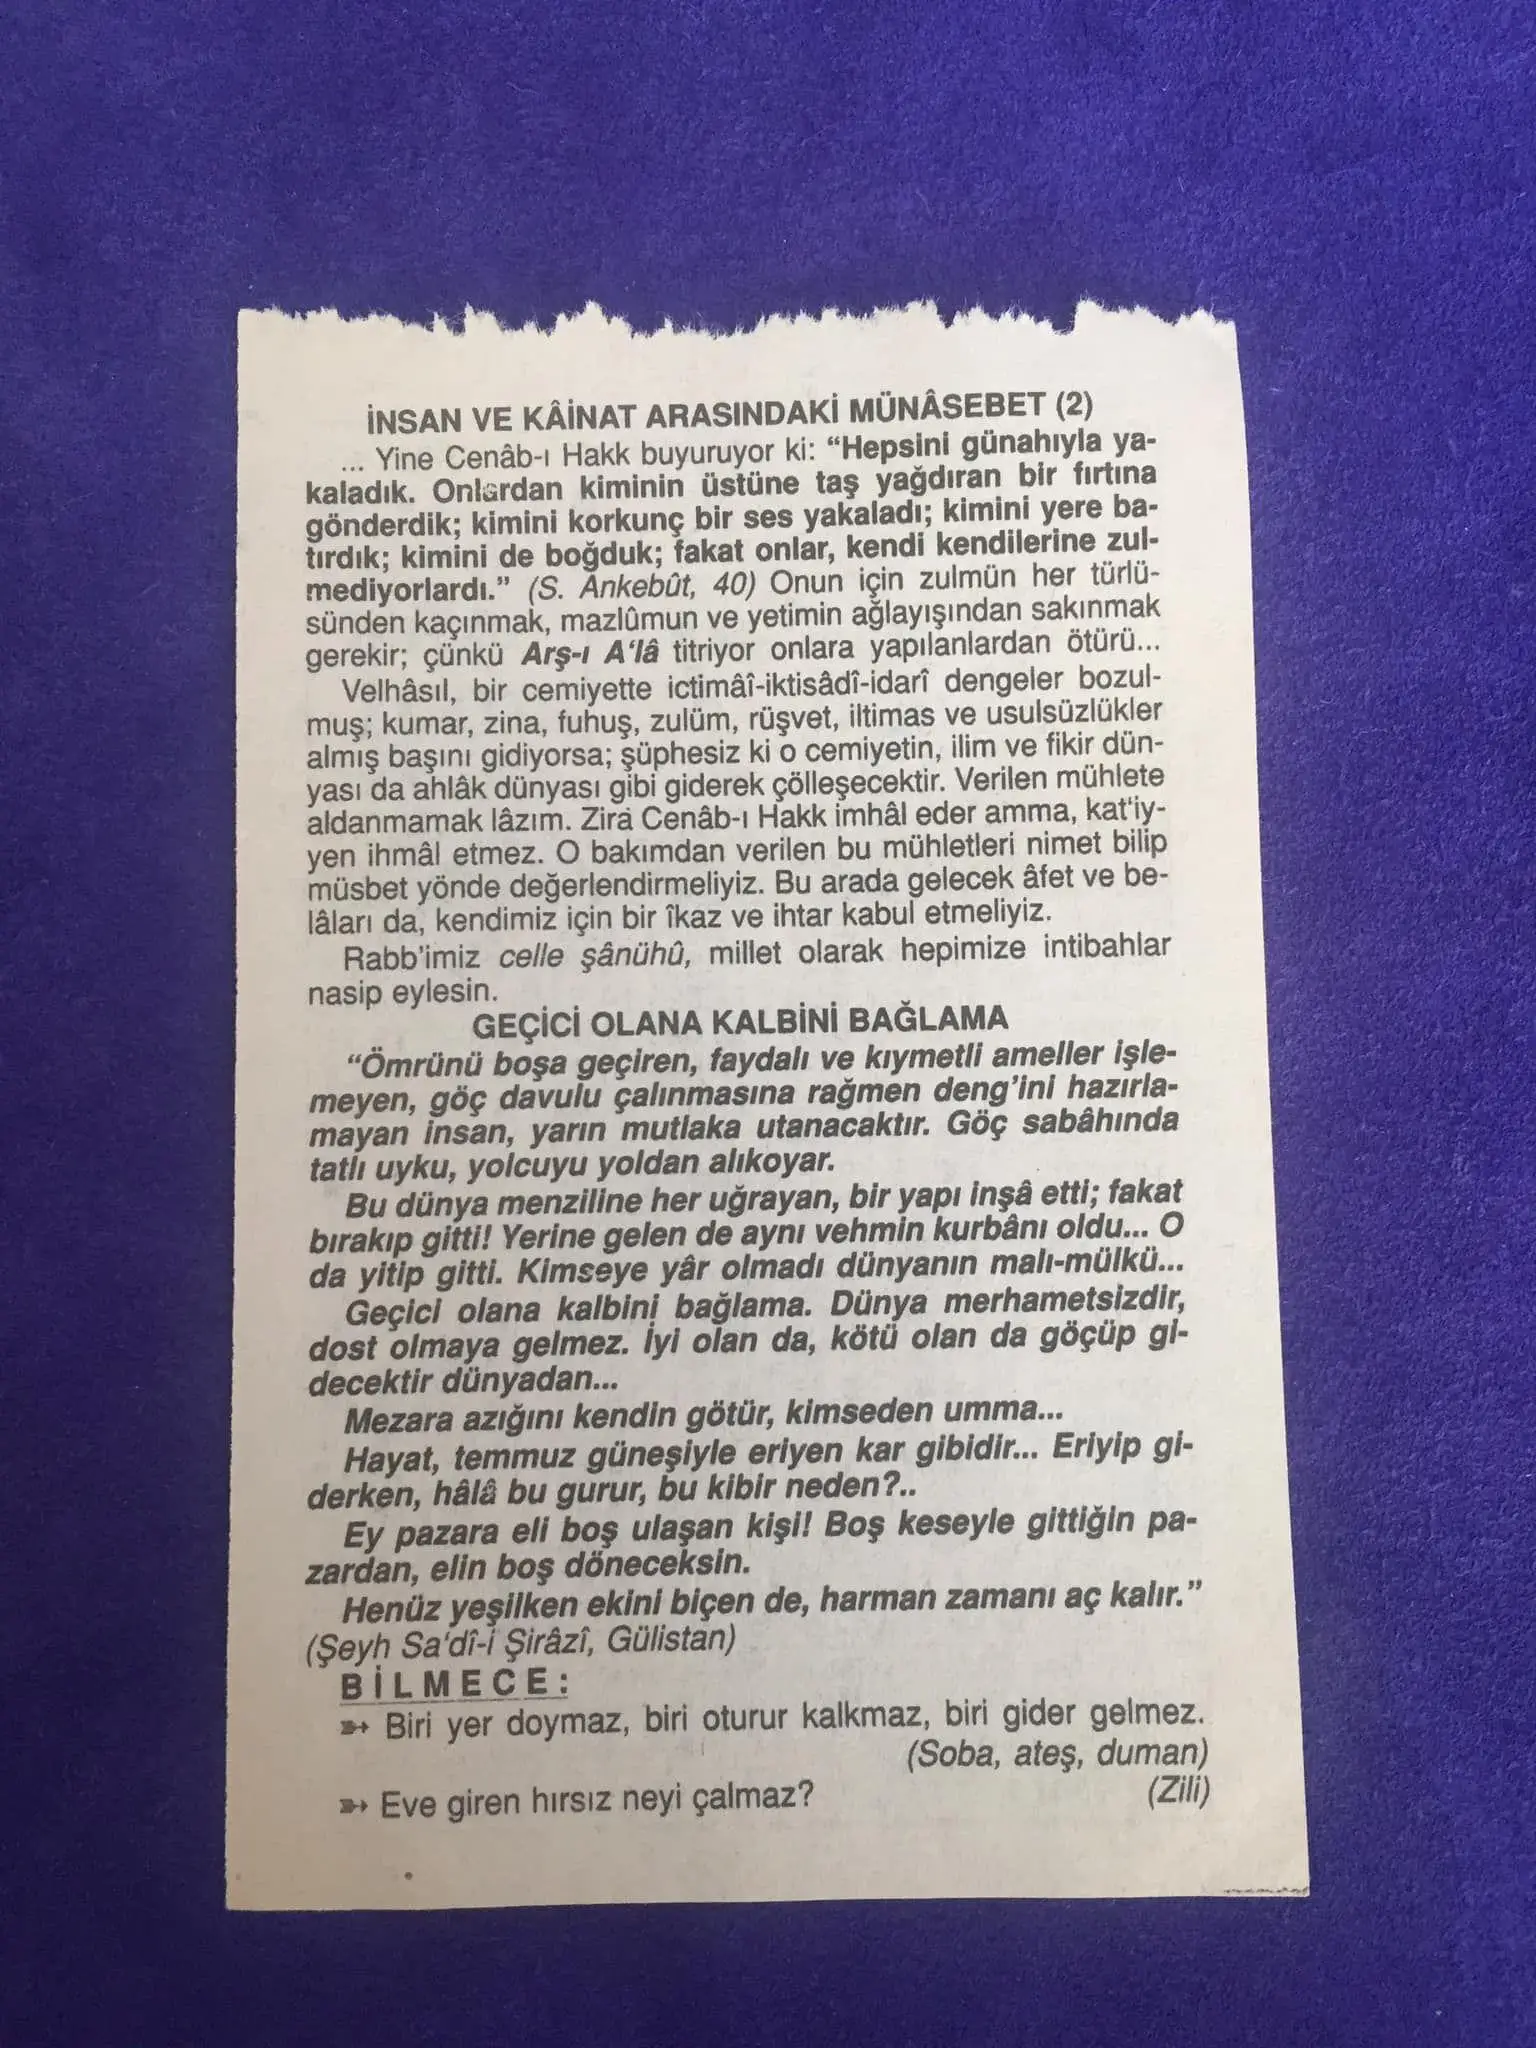 İNSAN VE KÂİNAT ARASINDAKİ MÜNÂSEBET (2)
... Yine Cenâb-ı Hakk buyuruyor ki: “Hepsini günahıyla ya-
kaladık. Onlardan kiminin üstüne taş yağdıran bir fırtına
gönderdik; kimini korkunç bir ses yakaladı; kimini yere ba-
tırdık; kimini de boğduk; fakat onlar, kendi kendilerine zul-
mediyorlardı.” (S. Ankebût, 40) Onun için zulmün her türlü-
sünden kaçınmak, mazlûmun ve yetimin ağlayışından sakınmak
gerekir; çünkü Arş-ı A‘lâ titriyor onlara yapılanlardan ötürü...
Velhâsıl, bir cemiyette ictimâî-iktisâdî-idarî dengeler bozul-
muş; kumar, zina, fuhuş, zulüm, rüşvet, iltimas ve usulsüzlükler
almış başını gidiyorsa; şüphesiz ki o cemiyetin, ilim ve fikir dün-
yası da ahlâk dünyası gibi giderek çölleşecektir. Verilen mühlete
aldanmamak lâzım. Zirâ Cenâb-ı Hakk imhâl eder amma, kat‘iy-
yen ihmâl etmez. O bakımdan verilen bu mühletleri nimet bilip
müsbet yönde değerlendirmeliyiz. Bu arada gelecek âfet ve be-
lâları da, kendimiz için bir îkaz ve ihtar kabul etmeliyiz.
Rabb’imiz celle şânühû, millet olarak hepimize intibahlar
nasip eylesin.
GEÇİCİ OLANA KALBİNİ BAĞLAMA
“Ömrünü boşa geçiren, faydalı ve kıymetli ameller işle-
meyen, göç davulu çalınmasına rağmen deng’ini hazırla-
mayan insan, yarın mutlaka utanacaktır. Göç sabâhında
tatlı uyku, yolcuyu yoldan alıkoyar.
Bu dünya menziline her uğrayan, bir yapı inşâ etti; fakat
bırakıp gitti! Yerine gelen de aynı vehmin kurbânı oldu... O
da yitip gitti. Kimseye yâr olmadı dünyanın malı-mülkü...
Geçici olana kalbini bağlama. Dünya merhametsizdir,
dost olmaya gelmez. İyi olan da, kötü olan da göçüp gi-
decektir dünyadan...
Mezara azığını kendin götür, kimseden umma...
Hayat, temmuz güneşiyle eriyen kar gibidir... Eriyip gi-
derken, hâlâ bu gurur, bu kibir neden?..
Ey pazara eli boş ulaşan kişi! Boş keseyle gittiğin pa-
zardan, elin boş döneceksin.
Henüz yeşilken ekini biçen de, harman zamanı aç kalır.”
(Şeyh Sa‘dî-i Şirâzî, Gülistan)
BİLMECE:
➳ Biri yer doymaz, biri oturur kalkmaz, biri gider gelmez.
(Soba, ateş, duman)
➳ Eve giren hırsız neyi çalmaz? (Zili)